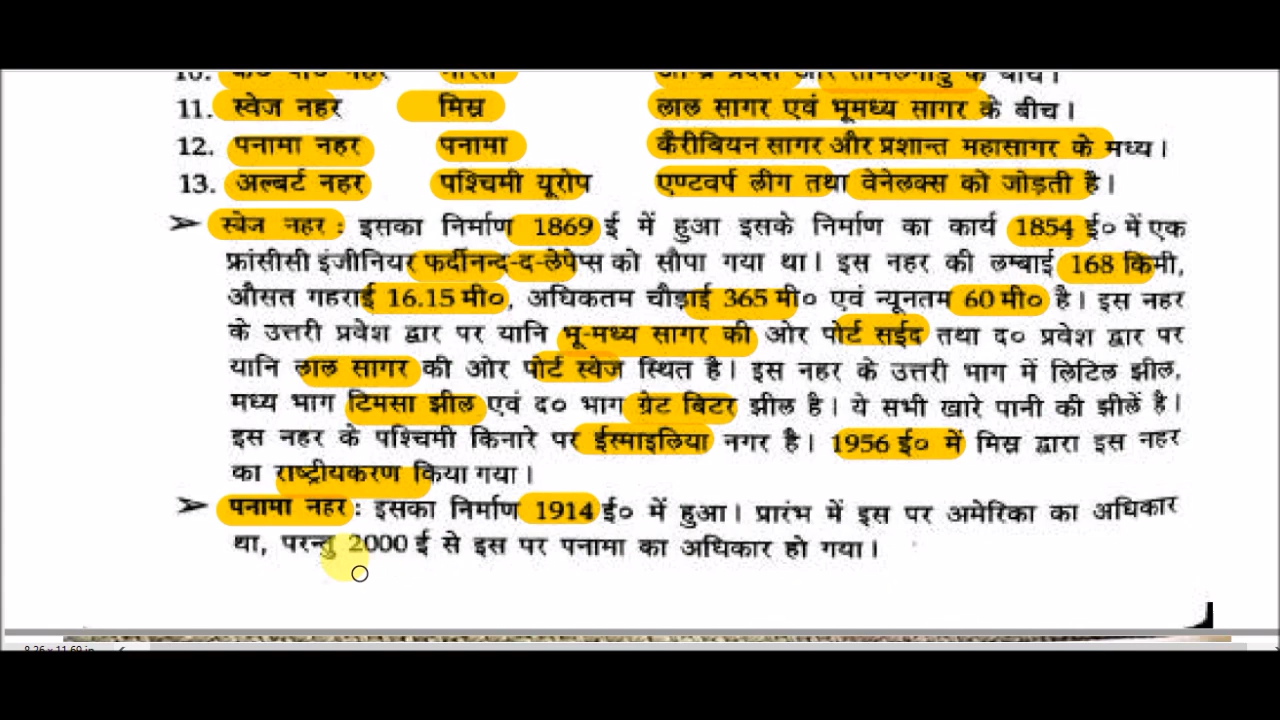 11. स्वेज नहर मिस्र लाल सागर एवं भूमध्य सागर के बीच।
12. पनामा नहर पनामा कैरीबियन सागर और प्रशान्त महासागर के मध्य।
13. अल्बर्ट नहर पश्चिमी यूरोप एण्टवर्प लीग तथा वेनेलक्स को जोड़ती है।
➢ स्वेज नहर : इसका निर्माण 1869 ई में हुआ इसके निर्माण का कार्य 1854 ई० में एक
फ्रांसीसी इंजीनियर फर्दीनन्द-द-लेपेप्स को सौपा गया था। इस नहर की लम्बाई 168 किमी,
औसत गहराई 16.15 मी०, अधिकतम चौड़ाई 365 मी० एवं न्यूनतम 60 मी० है। इस नहर
के उत्तरी प्रवेश द्वार पर यानि भू-मध्य सागर की ओर पोर्ट सईद तथा द० प्रवेश द्वार पर
यानि लाल सागर की ओर पोर्ट स्वेज स्थित है। इस नहर के उत्तरी भाग में लिटिल झील,
मध्य भाग टिमसा झील एवं द० भाग ग्रेट बिटर झील है। ये सभी खारे पानी की झीलें है।
इस नहर के पश्चिमी किनारे पर ईस्माइलिया नगर है। 1956 ई० में मिस्र द्वारा इस नहर
का राष्ट्रीयकरण किया गया।
➢ पनामा नहर : इसका निर्माण 1914 ई० में हुआ। प्रारंभ में इस पर अमेरिका का अधिकार
था, परन्तु 2000 ई से इस पर पनामा का अधिकार हो गया।